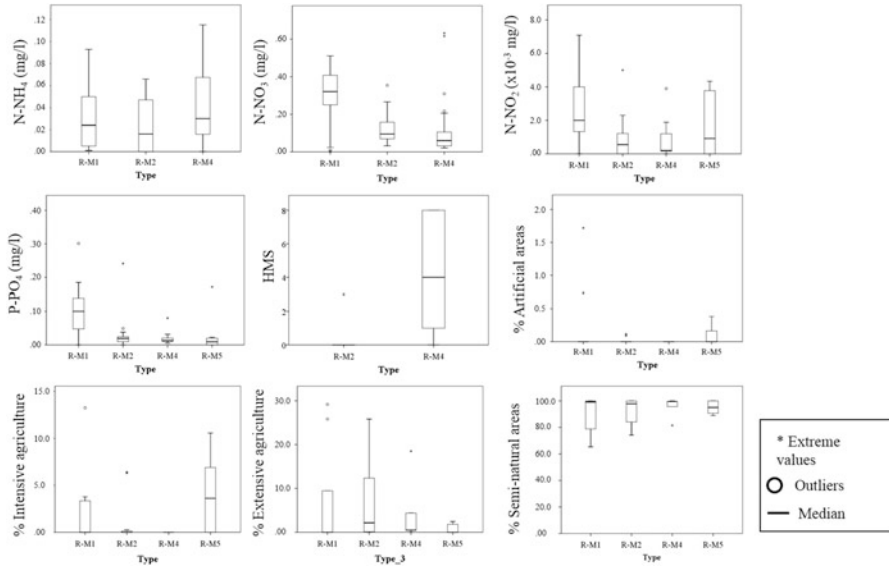 N-NH4 (mg/l)
.12
.10
.08
.06
.04
.02
.00
R-M1 R-M2 R-M4
Type
N-NO3 (mg/l)
.60
.40
.20
.00
R-M1 R-M2 R-M4
Type
N-NO2 (x10-3 mg/l)
8.0
6.0
4.0
2.0
.00
R-M1 R-M2 R-M4 R-M5
Type
P-PO4 (mg/l)
.40
.30
.20
.10
.00
R-M1 R-M2 R-M4 R-M5
Type
HMS
8
6
4
2
0
R-M2 R-M4
Type
% Artificial areas
2.0
1.5
1.0
0.5
.00
R-M1 R-M2 R-M4 R-M5
Type
% Intensive agriculture
15.0
10.0
5.0
.00
R-M1 R-M2 R-M4 R-M5
Type
% Extensive agriculture
30.0
20.0
10.0
.00
R-M1 R-M2 R-M4 R-M5
Type_3
% Semi-natural areas
100.0
80.0
60.0
40.0
20.0
.00
R-M1 R-M2 R-M4 R-M5
Type
* Extreme
values
Outliers
Median